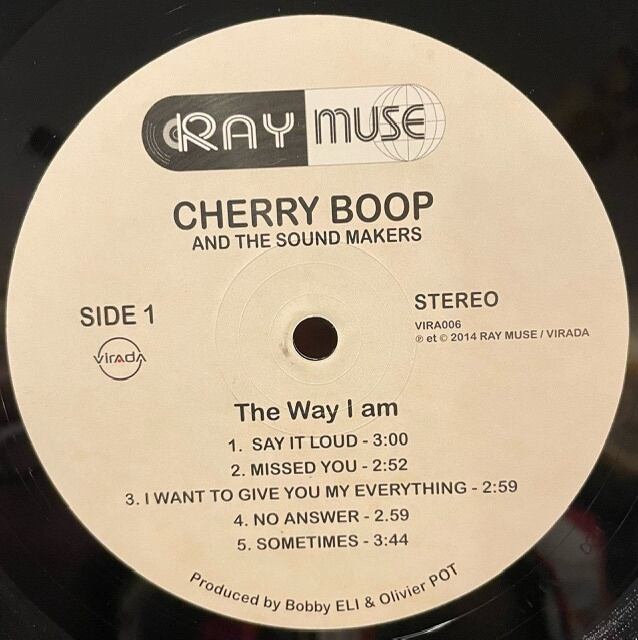 RAY MUSE
CHERRY BOOP
AND THE SOUND MAKERS
SIDE 1
STEREO
VIRADA
VIRA006
℗ et © 2014 RAY MUSE / VIRADA
The Way I am
1. SAY IT LOUD - 3:00
2. MISSED YOU - 2:52
3. I WANT TO GIVE YOU MY EVERYTHING - 2:59
4. NO ANSWER - 2.59
5. SOMETIMES - 3:44
Produced by Bobby ELI & Olivier POT